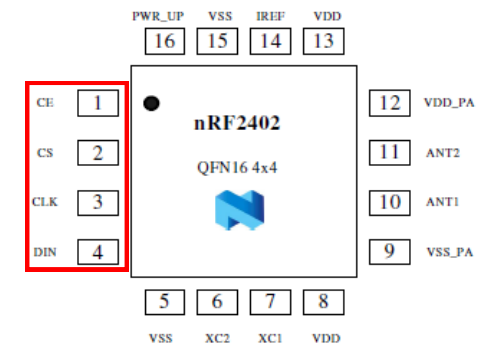 PWR_UP VSS IREF VDD
16 15 14 13
CE 1 12 VDD_PA
nRF2402
CS 2 11 ANT2
QFN16 4x4
CLK 3 10 ANT1
DIN 4 9 VSS_PA
5 6 7 8
VSS XC2 XC1 VDD